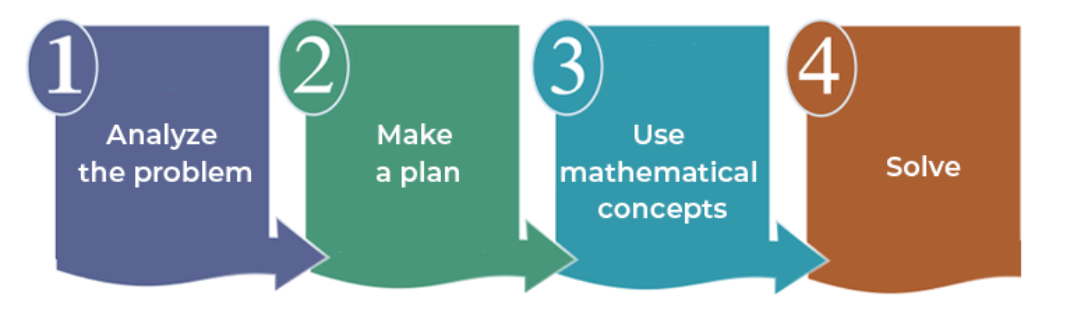 1
Analyze
the problem
2
Make
a plan
3
Use
mathematical
concepts
4
Solve